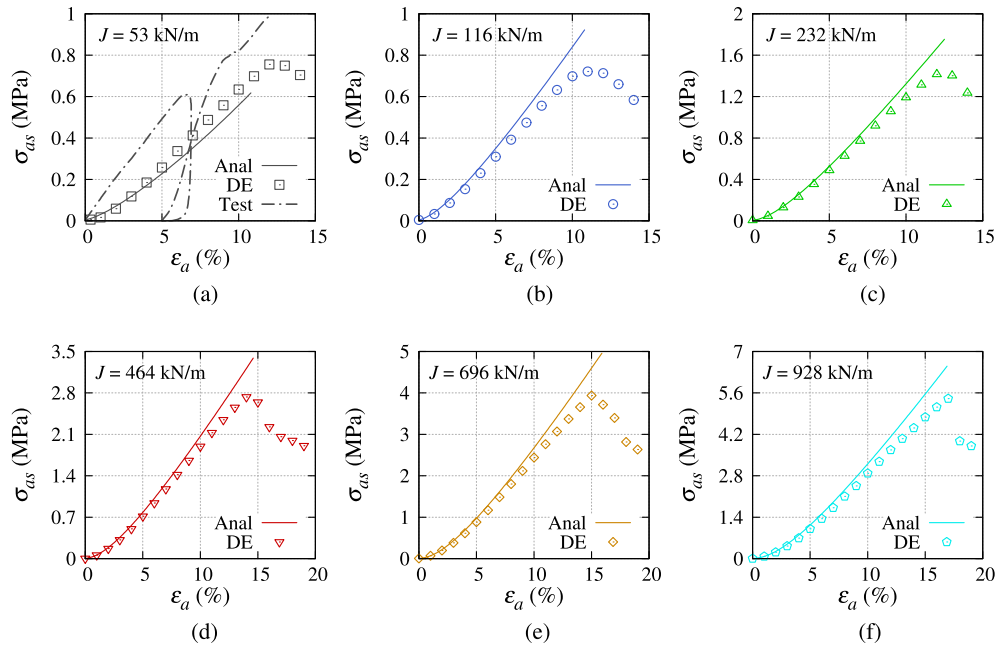 J = 53 kN/m
1
0.8
0.6
0.4
0.2
0
σas (MPa)
Anal
DE
Test
0 5 10 15
εa (%)
(a)
J = 116 kN/m
1
0.8
0.6
0.4
0.2
0
σas (MPa)
Anal
DE
0 5 10 15
εa (%)
(b)
J = 232 kN/m
2
1.6
1.2
0.8
0.4
0
σas (MPa)
Anal
DE
0 5 10 15
εa (%)
(c)
J = 464 kN/m
3.5
2.8
2.1
1.4
0.7
0
σas (MPa)
Anal
DE
0 5 10 15 20
εa (%)
(d)
J = 696 kN/m
5
4
3
2
1
0
σas (MPa)
Anal
DE
0 5 10 15 20
εa (%)
(e)
J = 928 kN/m
7
5.6
4.2
2.8
1.4
0
σas (MPa)
Anal
DE
0 5 10 15 20
εa (%)
(f)